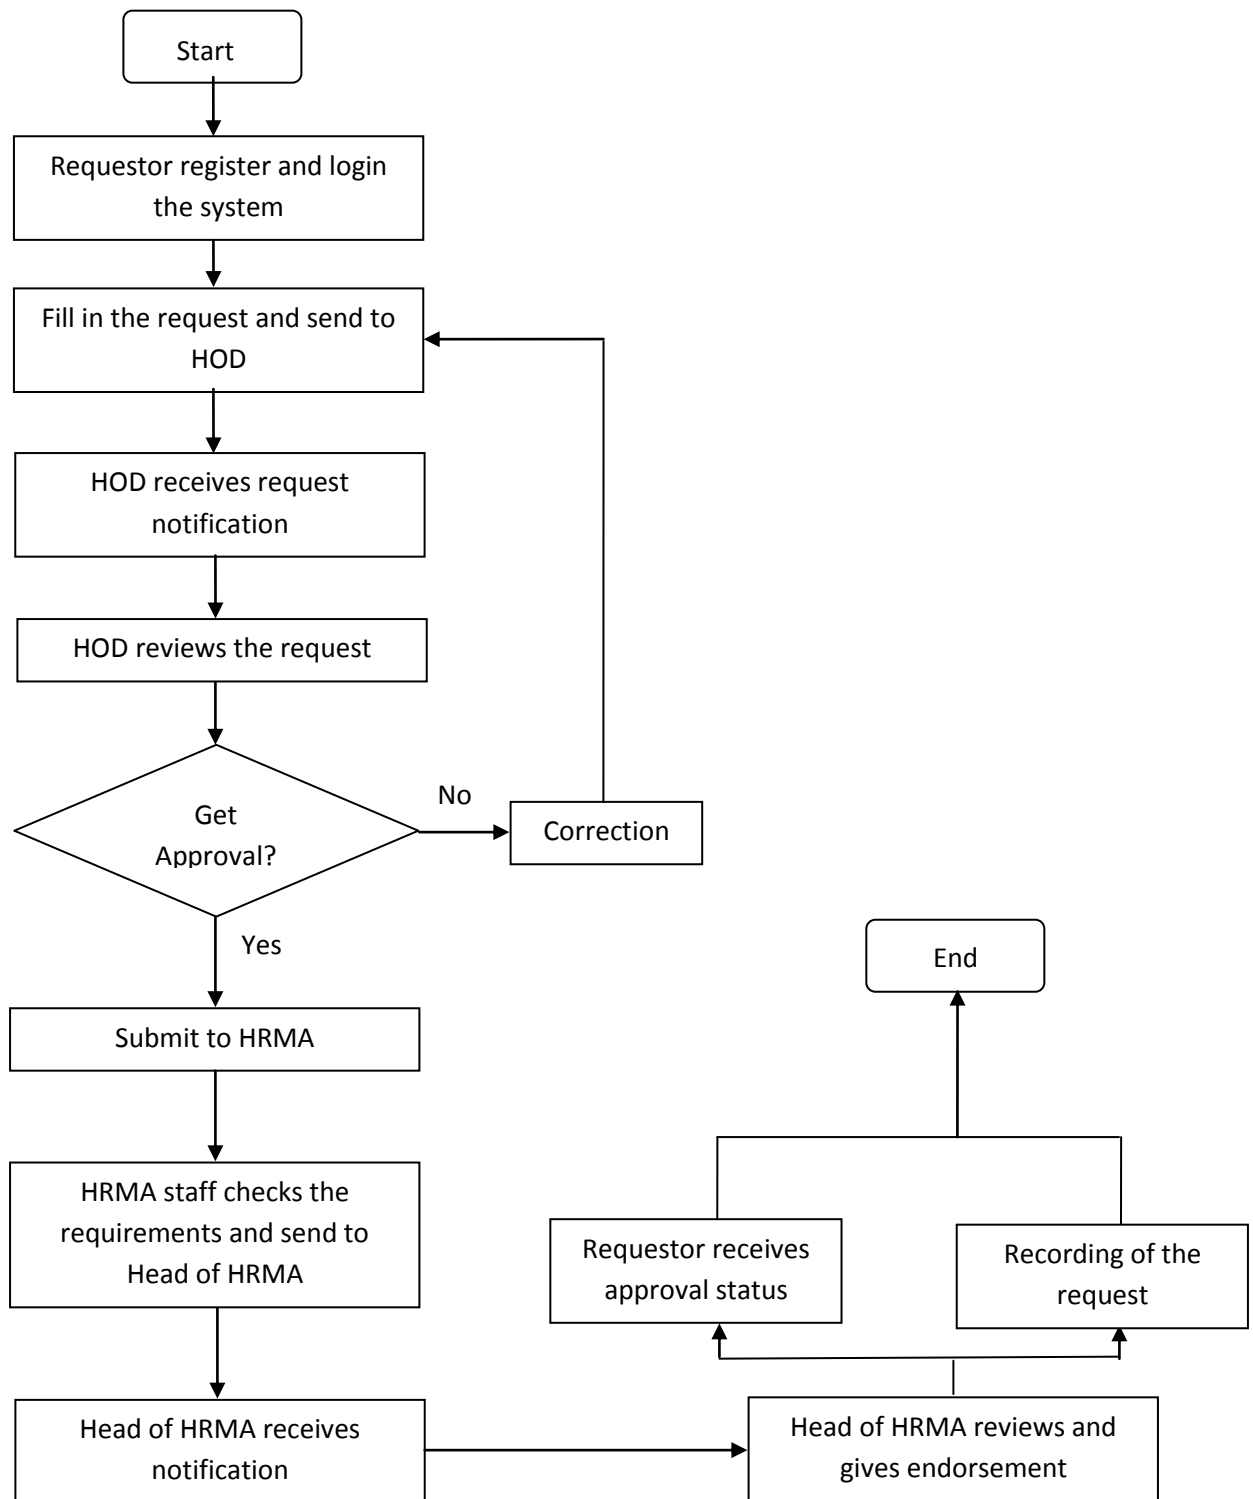 Start
Requestor register and login
the system
Fill in the request and send to
HOD
HOD receives request
notification
HOD reviews the request
Get
Approval?
No
Correction
Yes
Submit to HRMA
HRMA staff checks the
requirements and send to
Head of HRMA
Head of HRMA receives
notification
Head of HRMA reviews and
gives endorsement
Requestor receives
approval status
Recording of the
request
End